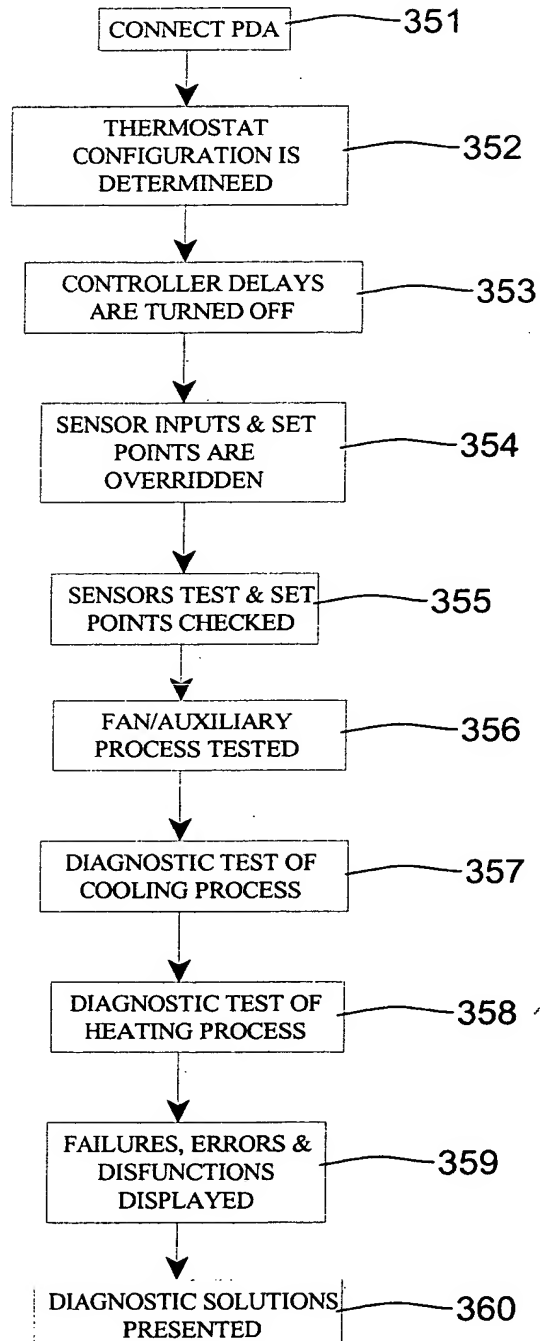 CONNECT PDA
351
THERMOSTAT
CONFIGURATION IS
DETERMINEED
352
CONTROLLER DELAYS
ARE TURNED OFF
353
SENSOR INPUTS & SET
POINTS ARE
OVERRIDDEN
354
SENSORS TEST & SET
POINTS CHECKED
355
FAN/AUXILIARY
PROCESS TESTED
356
DIAGNOSTIC TEST OF
COOLING PROCESS
357
DIAGNOSTIC TEST OF
HEATING PROCESS
358
FAILURES, ERRORS &
DISFUNCTIONS
DISPLAYED
359
DIAGNOSTIC SOLUTIONS
PRESENTED
360